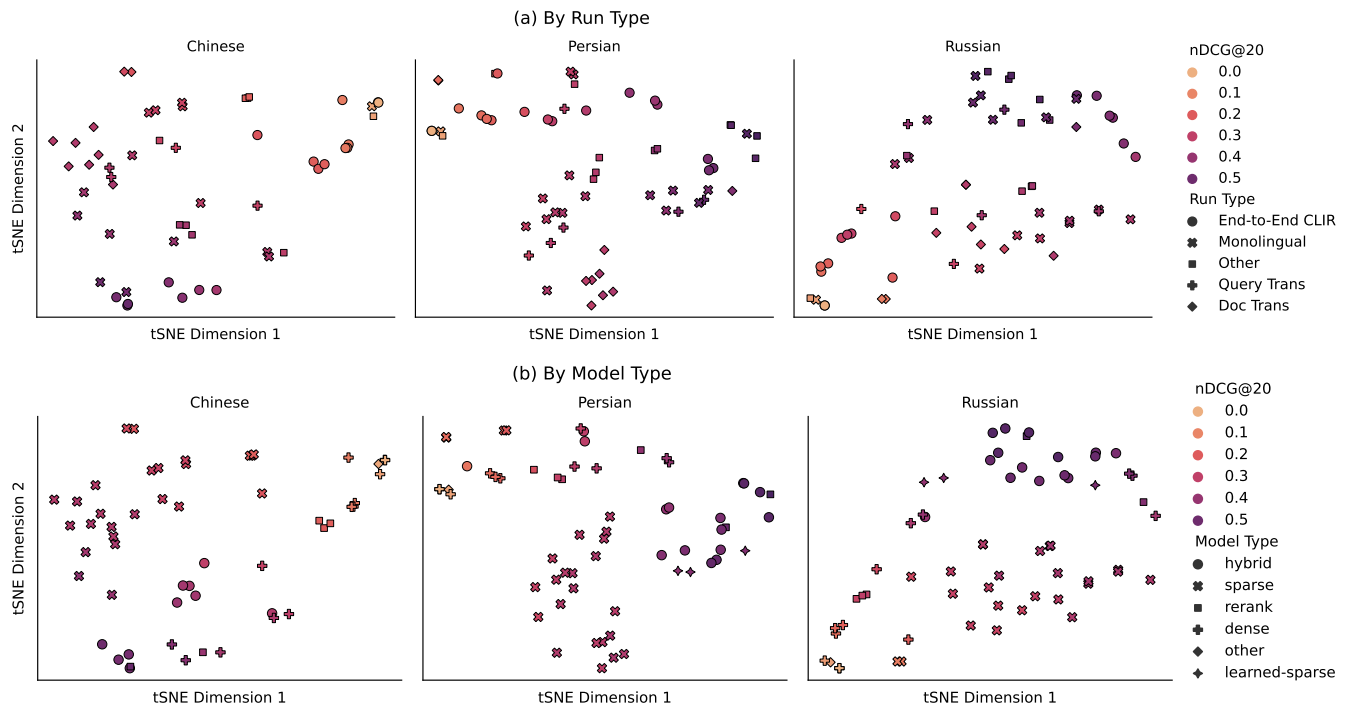 (a) By Run Type
Chinese
Persian
Russian
tSNE Dimension 2
tSNE Dimension 1
tSNE Dimension 1
tSNE Dimension 1
nDCG@20
0.0
0.1
0.2
0.3
0.4
0.5
Run Type
End-to-End CLIR
Monolingual
Other
Query Trans
Doc Trans
(b) By Model Type
Chinese
Persian
Russian
tSNE Dimension 2
tSNE Dimension 1
tSNE Dimension 1
tSNE Dimension 1
nDCG@20
0.0
0.1
0.2
0.3
0.4
0.5
Model Type
hybrid
sparse
rerank
dense
other
learned-sparse